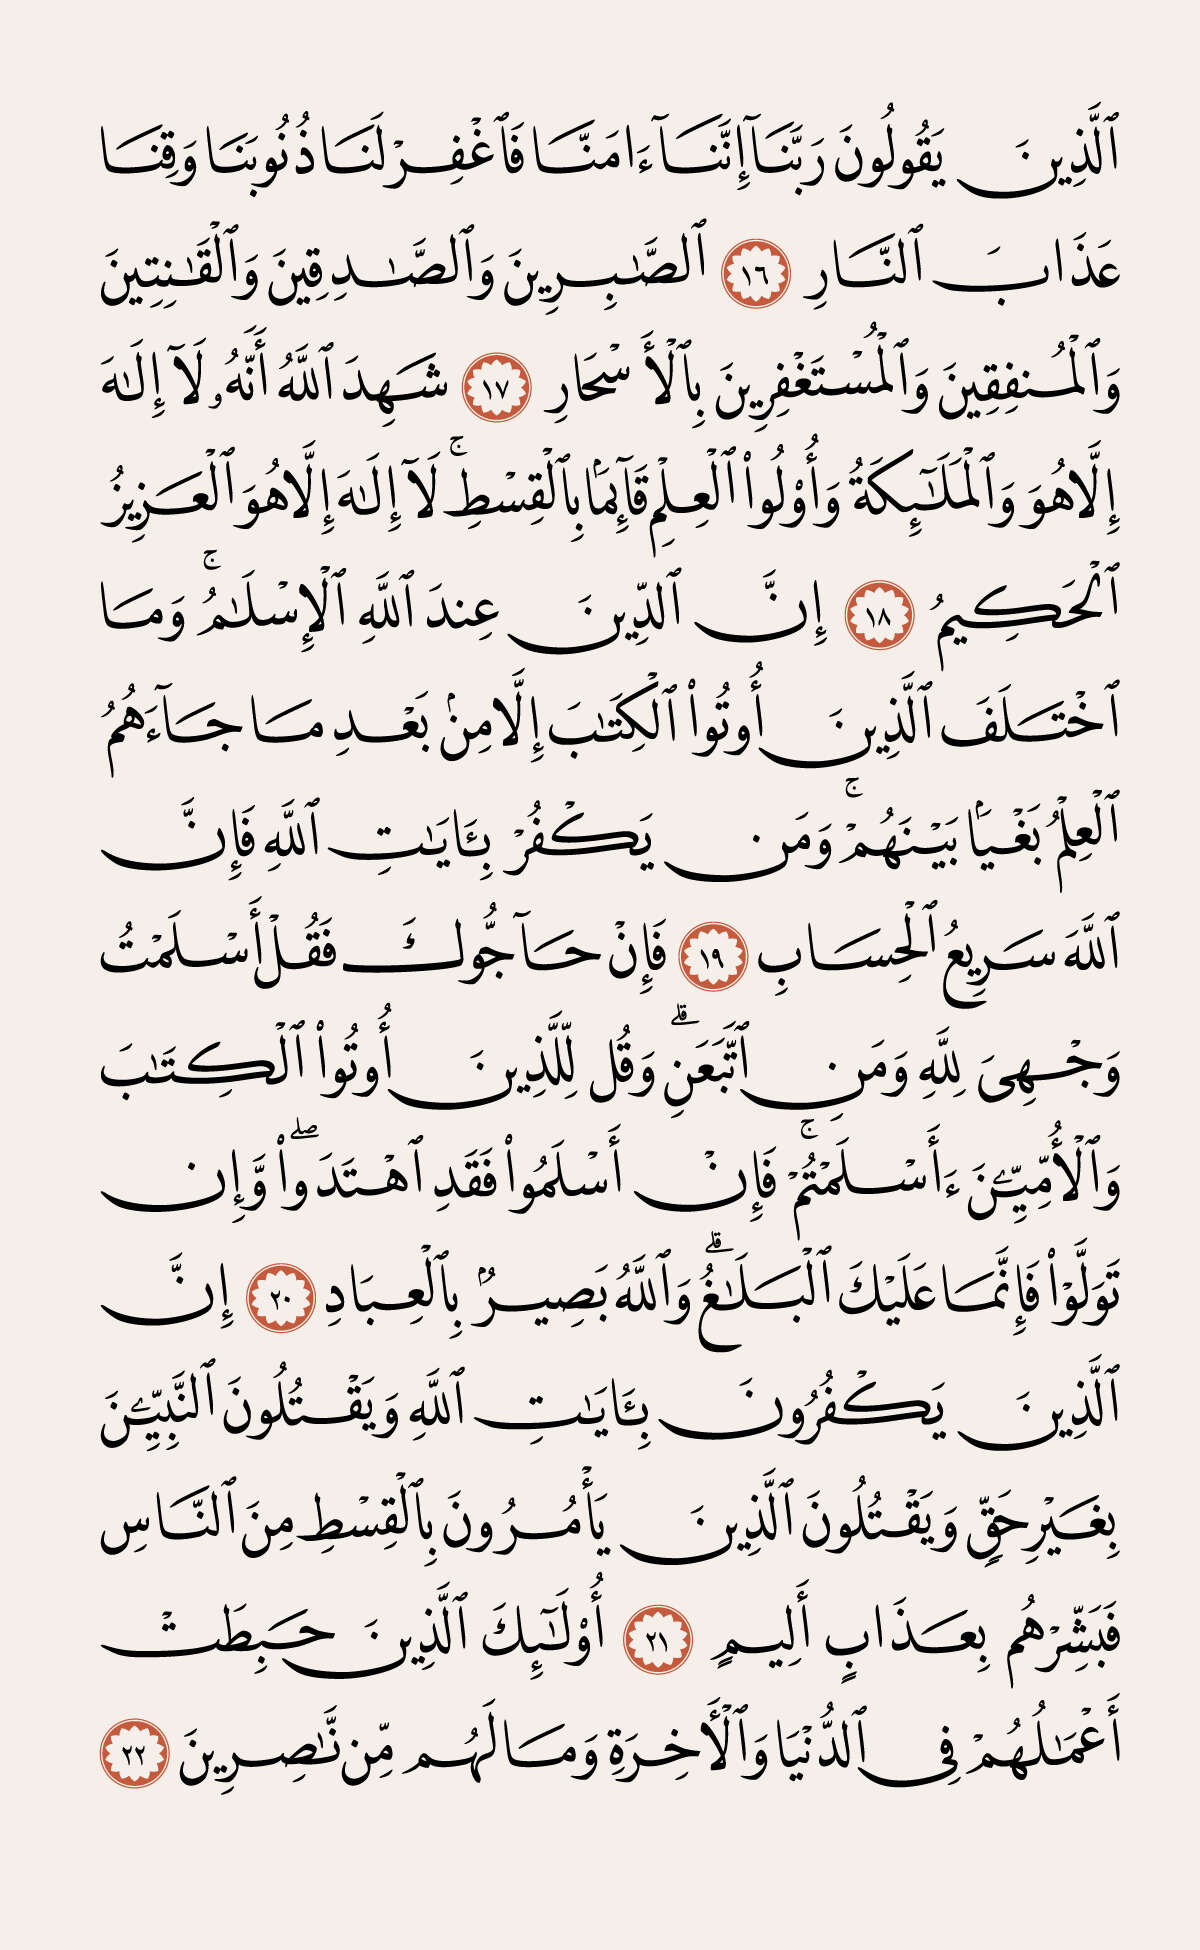 ٱلَّذِينَ يَقُولُونَ رَبَّنَآ إِنَّنَآ ءَامَنَّا فَٱغْفِرْ لَنَا ذُنُوبَنَا وَقِنَا
عَذَابَ ٱلنَّارِ ١٦ ٱلصَّٰبِرِينَ وَٱلصَّٰدِقِينَ وَٱلْقَٰنِتِينَ
وَٱلْمُنفِقِينَ وَٱلْمُسْتَغْفِرِينَ بِٱلْأَسْحَارِ ١٧ شَهِدَ ٱللَّهُ أَنَّهُۥ لَآ إِلَٰهَ
إِلَّا هُوَ وَٱلْمَلَٰٓئِكَةُ وَأُو۟لُوا۟ ٱلْعِلْمِ قَآئِمَۢا بِٱلْقِسْطِ ۚ لَآ إِلَٰهَ إِلَّا هُوَ ٱلْعَزِيزُ
ٱلْحَكِيمُ ١٨ إِنَّ ٱلدِّينَ عِندَ ٱللَّهِ ٱلْإِسْلَٰمُ ۗ وَمَا
ٱخْتَلَفَ ٱلَّذِينَ أُوتُوا۟ ٱلْكِتَٰبَ إِلَّا مِنۢ بَعْدِ مَا جَآءَهُمُ
ٱلْعِلْمُ بَغْيَۢا بَيْنَهُمْ ۗ وَمَن يَكْفُرْ بِـَٔايَٰتِ ٱللَّهِ فَإِنَّ
ٱللَّهَ سَرِيعُ ٱلْحِسَابِ ١٩ فَإِنْ حَآجُّوكَ فَقُلْ أَسْلَمْتُ
وَجْهِىَ لِلَّهِ وَمَنِ ٱتَّبَعَنِ ۗ وَقُل لِّلَّذِينَ أُوتُوا۟ ٱلْكِتَٰبَ
وَٱلْأُمِّيِّـۧنَ ءَأَسْلَمْتُمْ ۚ فَإِنْ أَسْلَمُوا۟ فَقَدِ ٱهْتَدَوا۟ ۖ وَّإِن
تَوَلَّوْا۟ فَإِنَّمَا عَلَيْكَ ٱلْبَلَٰغُ ۗ وَٱللَّهُ بَصِيرٌۢ بِٱلْعِبَادِ ٢٠ إِنَّ
ٱلَّذِينَ يَكْفُرُونَ بِـَٔايَٰتِ ٱللَّهِ وَيَقْتُلُونَ ٱلنَّبِيِّـۧنَ
بِغَيْرِ حَقٍّ وَيَقْتُلُونَ ٱلَّذِينَ يَأْمُرُونَ بِٱلْقِسْطِ مِنَ ٱلنَّاسِ
فَبَشِّرْهُم بِعَذَابٍ أَلِيمٍ ٢١ أُو۟لَٰٓئِكَ ٱلَّذِينَ حَبِطَتْ
أَعْمَٰلُهُمْ فِى ٱلدُّنْيَا وَٱلْأَخِرَةِ وَمَا لَهُم مِّن نَّٰصِرِينَ ٢٢